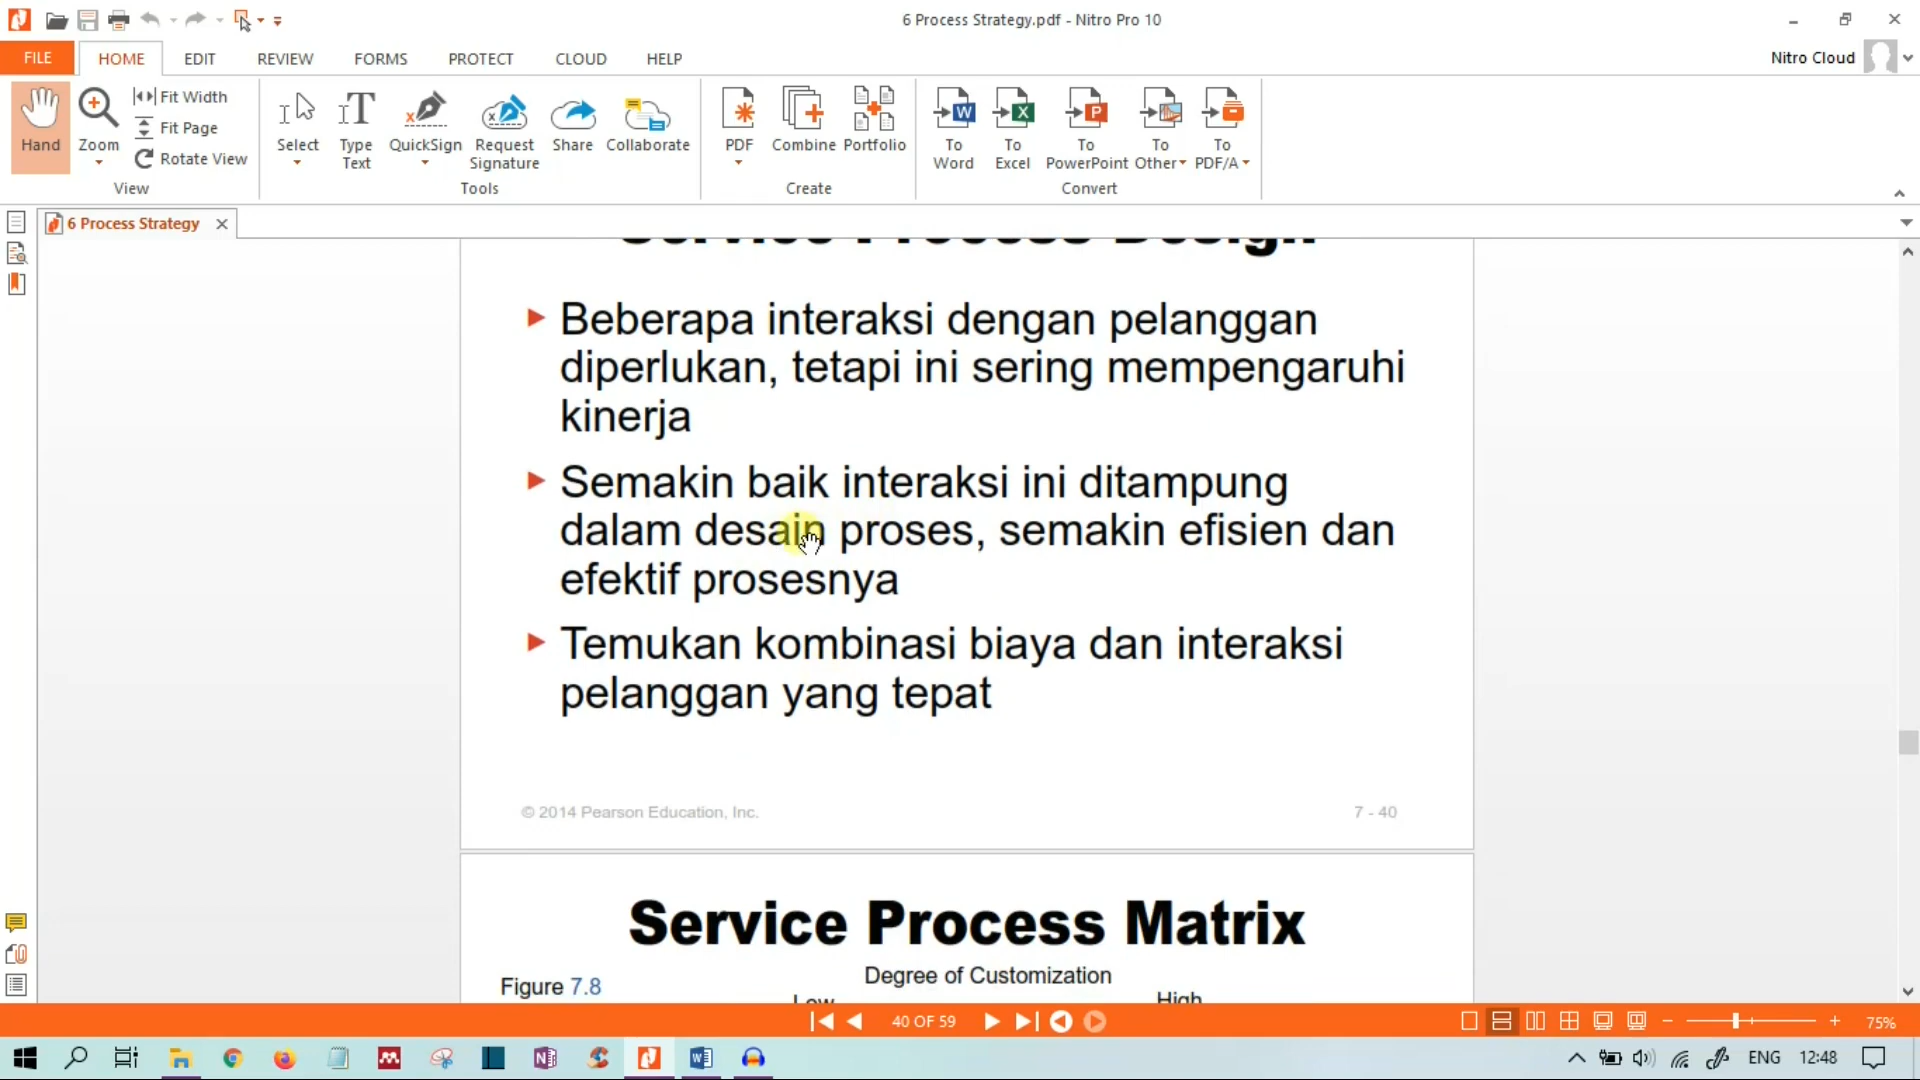 6 Process Strategy.pdf - Nitro Pro 10
FILE
HOME
EDIT
REVIEW
FORMS
PROTECT
CLOUD
HELP
Nitro Cloud
Hand
Zoom
Fit Width
Fit Page
Rotate View
View
Select
Type
Text
QuickSign
Request
Signature
Share
Collaborate
Tools
PDF
Combine
Portfolio
Create
To
Word
To
Excel
To
PowerPoint
To
Other
To
PDF/A
Convert
6 Process Strategy
Service Process Design
Beberapa interaksi dengan pelanggan
diperlukan, tetapi ini sering mempengaruhi
kinerja
Semakin baik interaksi ini ditampung
dalam desain proses, semakin efisien dan
efektif prosesnya
Temukan kombinasi biaya dan interaksi
pelanggan yang tepat
© 2014 Pearson Education, Inc.
7 - 40
Service Process Matrix
Degree of Customization
Figure 7.8
Low
High
40 OF 59
75%
ENG
12:48